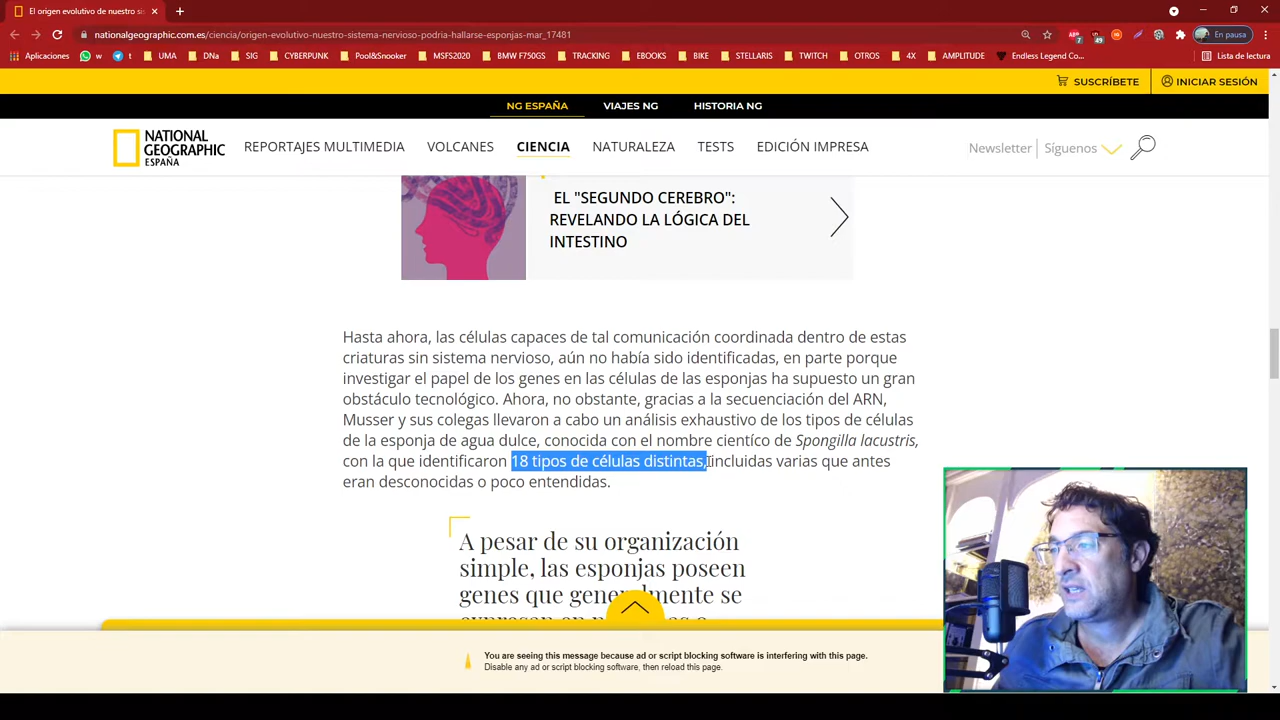 El origen evolutivo de nuestro sis
nationalgeographic.com.es/ciencia/origen-evolutivo-nuestro-sistema-nervioso-podria-hallarse-esponjas-mar_17481
En pausa
Aplicaciones w t UMA DNa SIG CYBERPUNK Pool&Snooker MSFS2020 BMW F750GS TRACKING EBOOKS BIKE STELLARIS TWITCH OTROS 4X AMPLITUDE Endless Legend Co... Lista de lectura
SUSCRÍBETE INICIAR SESIÓN
NG ESPAÑA VIAJES NG HISTORIA NG
NATIONAL
GEOGRAPHIC
ESPAÑA
REPORTAJES MULTIMEDIA VOLCANES CIENCIA NATURALEZA TESTS EDICIÓN IMPRESA Newsletter Síguenos
EL "SEGUNDO CEREBRO":
REVELANDO LA LÓGICA DEL
INTESTINO
Hasta ahora, las células capaces de tal comunicación coordinada dentro de estas
criaturas sin sistema nervioso, aún no había sido identificadas, en parte porque
investigar el papel de los genes en las células de las esponjas ha supuesto un gran
obstáculo tecnológico. Ahora, no obstante, gracias a la secuenciación del ARN,
Musser y sus colegas llevaron a cabo un análisis exhaustivo de los tipos de células
de la esponja de agua dulce, conocida con el nombre cientíco de Spongilla lacustris,
con la que identificaron 18 tipos de células distintas, incluidas varias que antes
eran desconocidas o poco entendidas.
A pesar de su organización
simple, las esponjas poseen
genes que generalmente se
You are seeing this message because ad or script blocking software is interfering with this page.
Disable any ad or script blocking software, then reload this page.